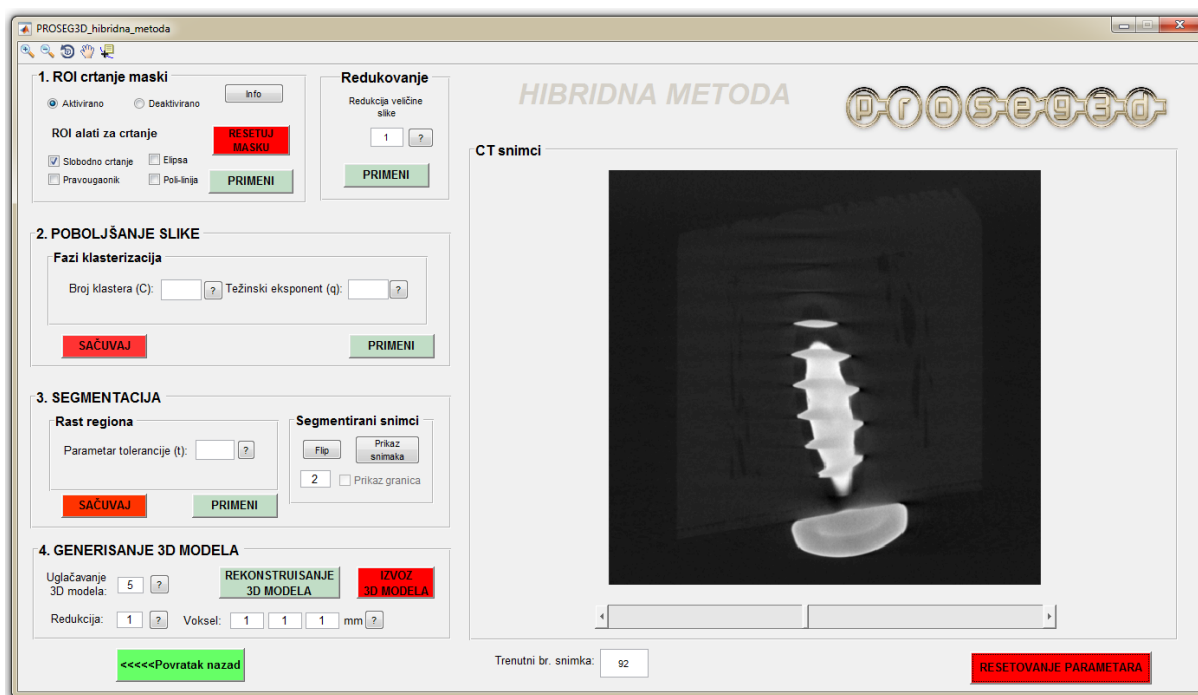 PROSEG3D_hibridna_metoda
1. ROI crtanje maski
Aktivirano
Deaktivirano
Info
ROI alati za crtanje
RESETUJ
MASKU
Slobodno crtanje
Elipsa
Pravougaonik
Poli-linija
PRIMENI
Redukovanje
Redukcija veličine
slike
1
?
PRIMENI
HIBRIDNA METODA
proseg3d
CT snimci
2. POBOLJŠANJE SLIKE
Fazi klasterizacija
Broj klastera (C):
?
Težinski eksponent (q):
?
SAČUVAJ
PRIMENI
3. SEGMENTACIJA
Rast regiona
Parametar tolerancije (t):
?
SAČUVAJ
PRIMENI
Segmentirani snimci
Flip
Prikaz
snimaka
2
Prikaz granica
4. GENERISANJE 3D MODELA
Uglačavanje
3D modela:
5
?
REKONSTRUISANJE
3D MODELA
IZVOZ
3D MODELA
Redukcija:
1
?
Voksel:
1
1
1
mm
?
<<<<<Povratak nazad
Trenutni br. snimka:
92
RESETOVANJE PARAMETARA